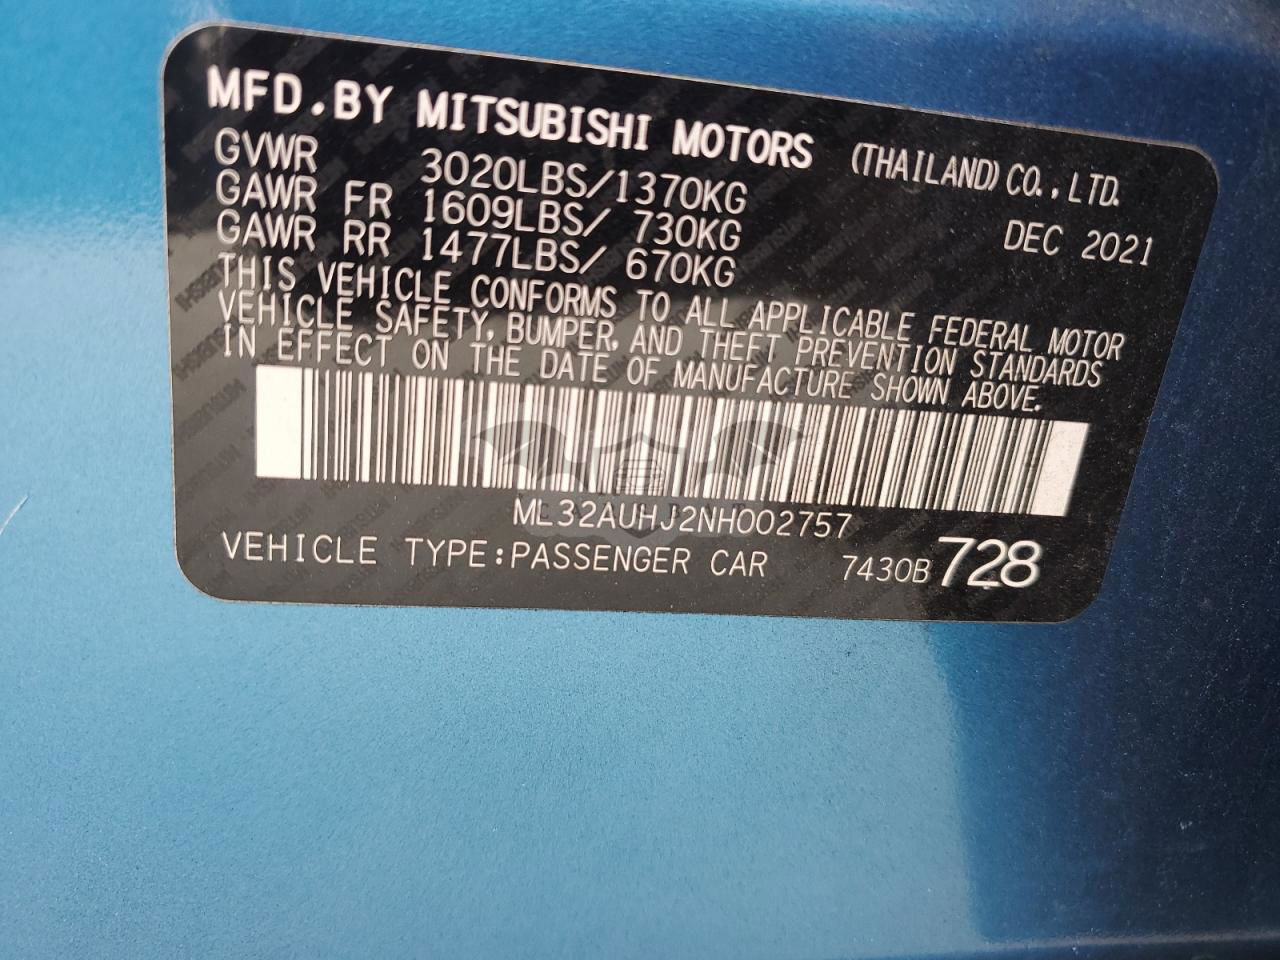 MFD.BY MITSUBISHI MOTORS (THAILAND) CO.,LTD.
GVWR 3020LBS/1370KG DEC 2021
GAWR FR 1609LBS/ 730KG
GAWR RR 1477LBS/ 670KG
THIS VEHICLE CONFORMS TO ALL APPLICABLE FEDERAL MOTOR
VEHICLE SAFETY, BUMPER, AND THEFT PREVENTION STANDARDS
IN EFFECT ON THE DATE OF MANUFACTURE SHOWN ABOVE.
ML32AUHJ2NH002757
VEHICLE TYPE:PASSENGER CAR 7430B 728